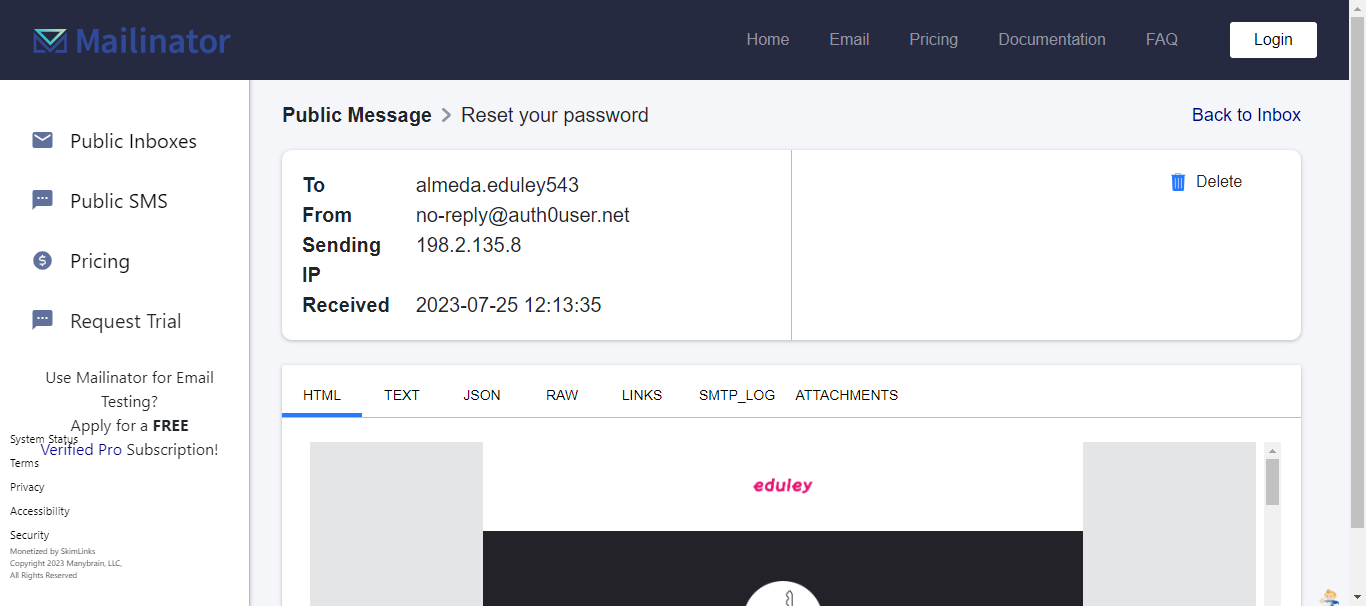 Mailinator
Home
Email
Pricing
Documentation
FAQ
Login
Public Inboxes
Public SMS
Pricing
Request Trial
Use Mailinator for Email
Testing?
Apply for a FREE
Verified Pro Subscription!
System Status
Terms
Privacy
Accessibility
Security
Monetized by SkimLinks
Copyright 2023 Manybrain, LLC,
All Rights Reserved
Public Message > Reset your password
Back to Inbox
To almeda.eduley543
From no-reply@auth0user.net
Sending 198.2.135.8
IP
Received 2023-07-25 12:13:35
Delete
HTML
TEXT
JSON
RAW
LINKS
SMTP_LOG
ATTACHMENTS
eduley